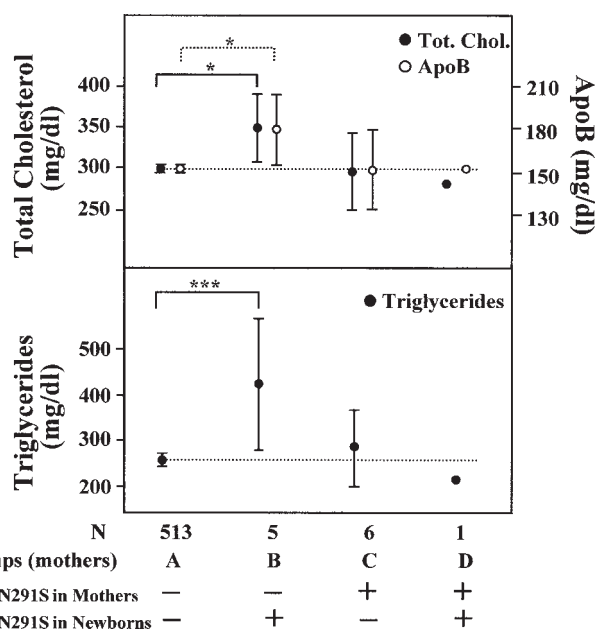 * Tot. Chol.
* ApoB
Total Cholesterol
(mg/dl)
400
350
300
250
210
180
150
130
ApoB (mg/dl)
*** Triglycerides
Triglycerides
(mg/dl)
500
400
300
200
N 513 5 6 1
ups (mothers) A B C D
N291S in Mothers — — + +
N291S in Newborns — + — +